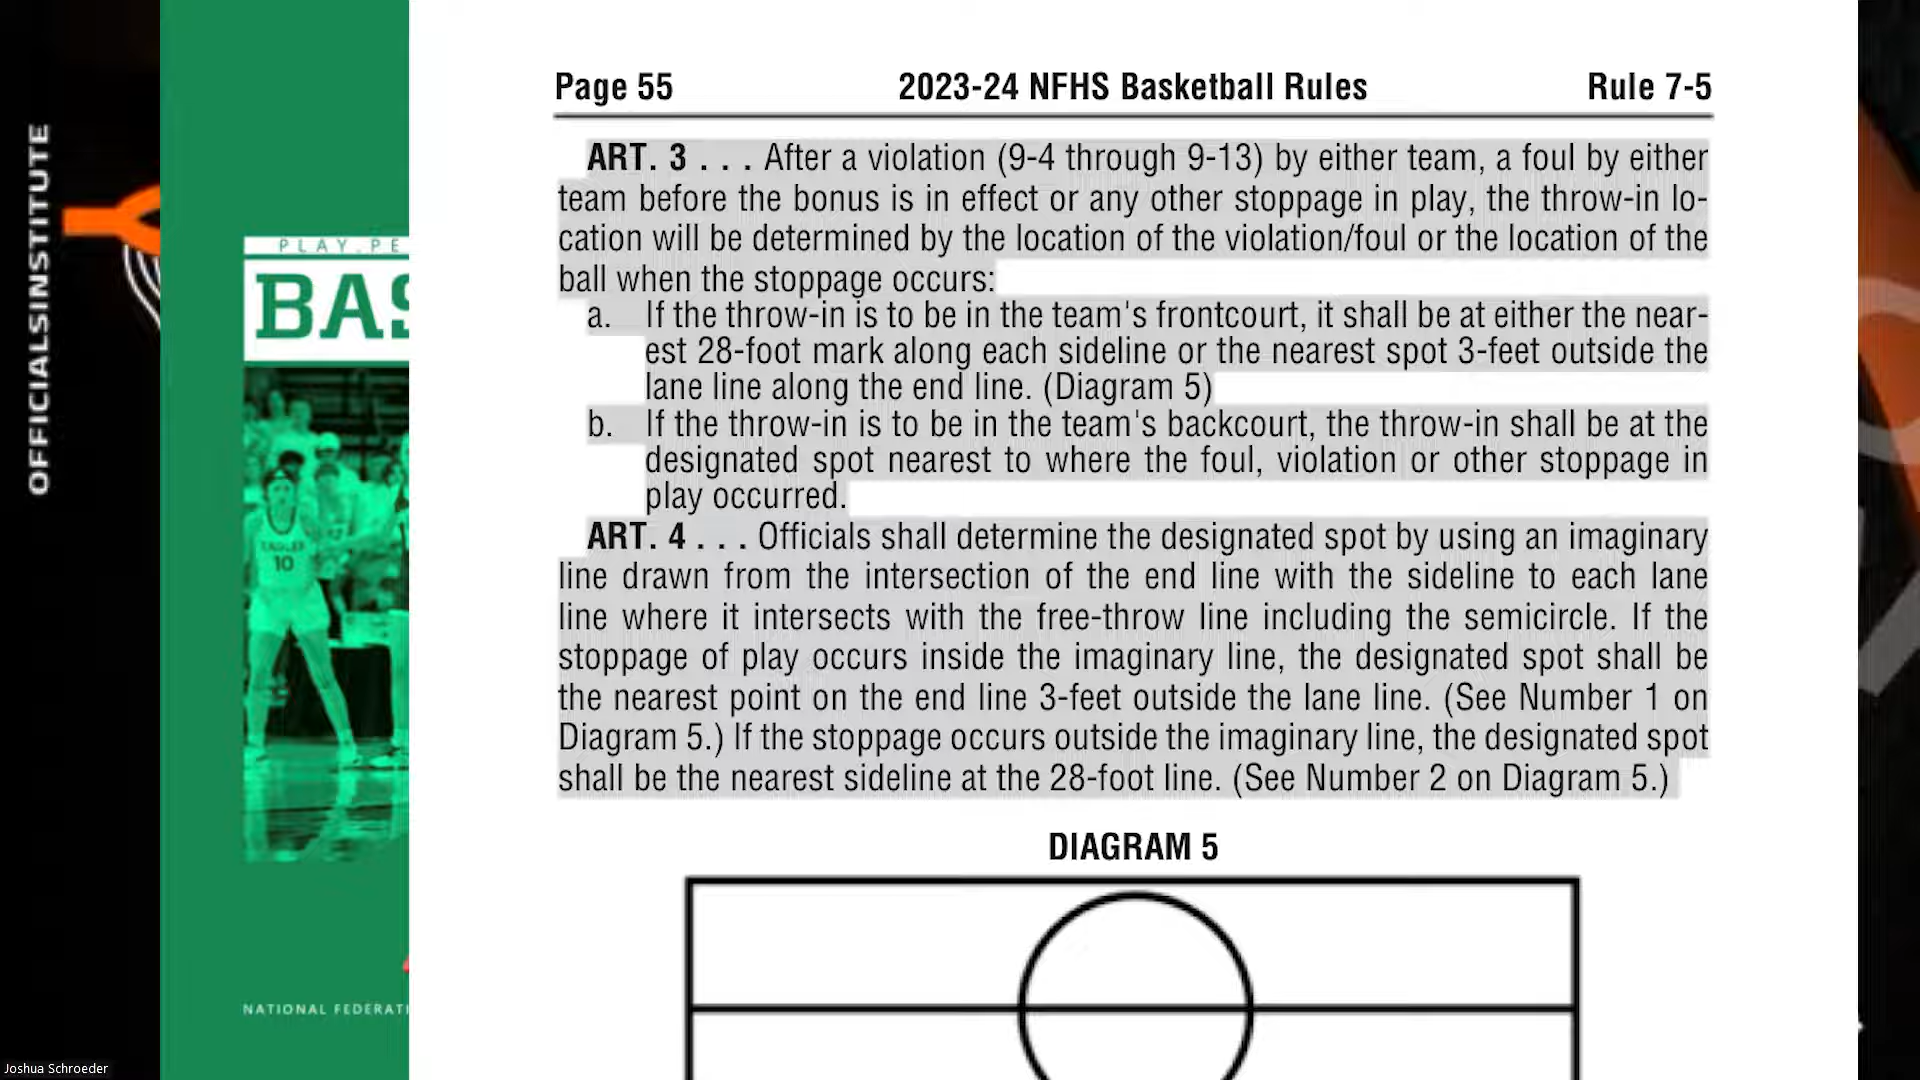 OFFICIALSINSTITUTE
PLAY.PE
BAS
EAGLES
10
NATIONAL FEDERATI
Page 55 2023-24 NFHS Basketball Rules Rule 7-5
ART. 3 . . . After a violation (9-4 through 9-13) by either team, a foul by either
team before the bonus is in effect or any other stoppage in play, the throw-in lo-
cation will be determined by the location of the violation/foul or the location of the
ball when the stoppage occurs:
a. If the throw-in is to be in the team's frontcourt, it shall be at either the near-
est 28-foot mark along each sideline or the nearest spot 3-feet outside the
lane line along the end line. (Diagram 5)
b. If the throw-in is to be in the team's backcourt, the throw-in shall be at the
designated spot nearest to where the foul, violation or other stoppage in
play occurred.
ART. 4 . . . Officials shall determine the designated spot by using an imaginary
line drawn from the intersection of the end line with the sideline to each lane
line where it intersects with the free-throw line including the semicircle. If the
stoppage of play occurs inside the imaginary line, the designated spot shall be
the nearest point on the end line 3-feet outside the lane line. (See Number 1 on
Diagram 5.) If the stoppage occurs outside the imaginary line, the designated spot
shall be the nearest sideline at the 28-foot line. (See Number 2 on Diagram 5.)
DIAGRAM 5
Joshua Schroeder